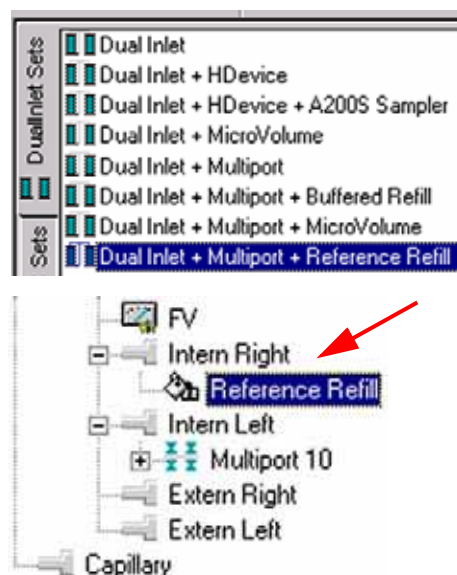 DualInlet Sets
Dual Inlet
Dual Inlet + HDevice
Dual Inlet + HDevice + A200S Sampler
Dual Inlet + MicroVolume
Dual Inlet + Multiport
Dual Inlet + Multiport + Buffered Refill
Dual Inlet + Multiport + MicroVolume
Dual Inlet + Multiport + Reference Refill
Sets
FV
Intern Right
Reference Refill
Intern Left
Multiport 10
Extern Right
Extern Left
Capillary